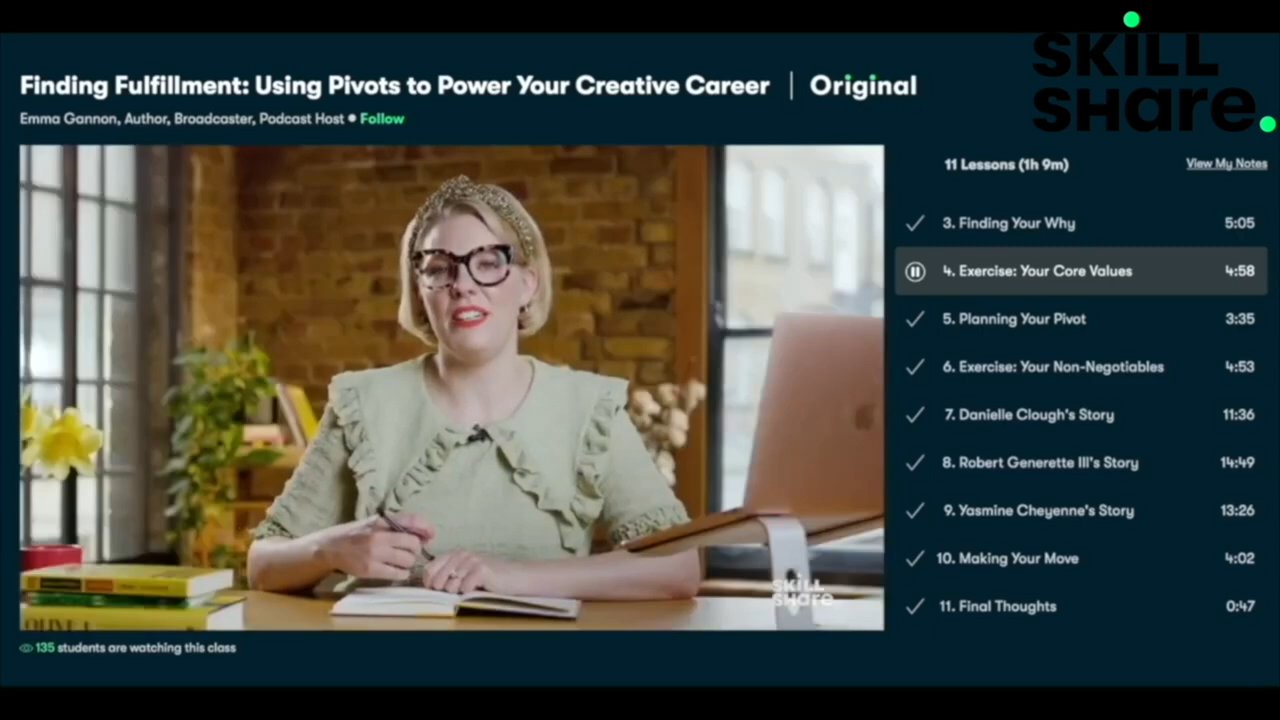 SKILL
SHare.
Finding Fulfillment: Using Pivots to Power Your Creative Career | Original
Emma Gannon, Author, Broadcaster, Podcast Host • Follow
11 Lessons (1h 9m) View My Notes
3. Finding Your Why 5:05
4. Exercise: Your Core Values 4:58
5. Planning Your Pivot 3:35
6. Exercise: Your Non-Negotiables 4:53
7. Danielle Clough's Story 11:36
8. Robert Generette III's Story 14:49
9. Yasmine Cheyenne's Story 13:26
10. Making Your Move 4:02
11. Final Thoughts 0:47
SKILL
SHare.
135 students are watching this class